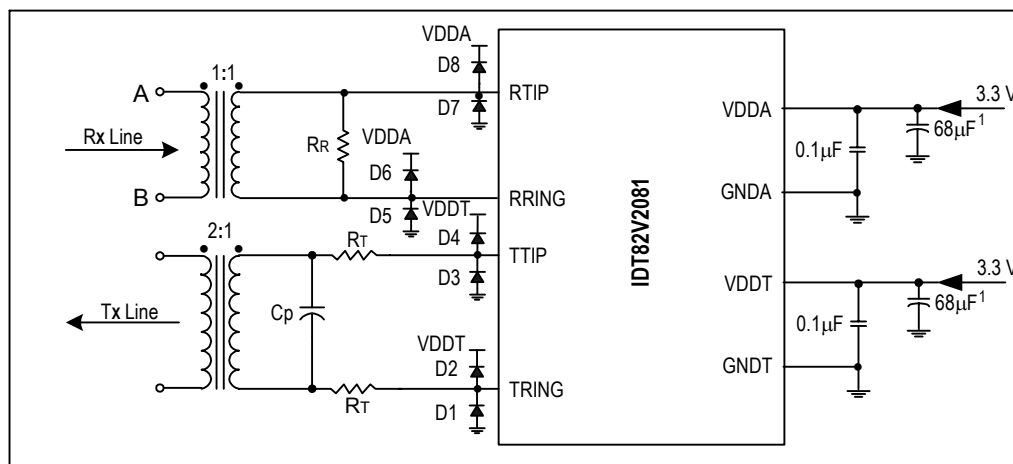 VDDA
1:1
D8
A
RTIP
D7
VDDA
3.3 V
Rx Line
RR
VDDA
D6
0.1µF
68µF1
B
RRING
GNDA
D5
VDDT
2:1
D4
RT
TTIP
D3
IDT82V2081
VDDT
3.3 V
Tx Line
Cp
0.1µF
68µF1
VDDT
D2
GNDT
TRING
RT
D1